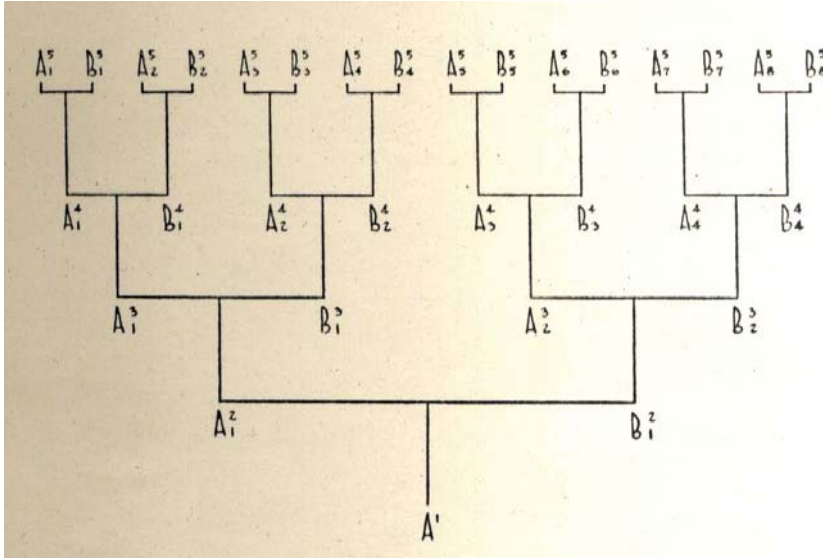 A⁵₁ B⁵₁ A⁵₂ B⁵₂ A⁵₃ B⁵₃ A⁵₄ B⁵₄ A⁵₅ B⁵₅ A⁵₆ B⁵₆ A⁵₇ B⁵₇ A⁵₈ B⁵₈
A⁴₁ B⁴₁ A⁴₂ B⁴₂ A⁴₃ B⁴₃ A⁴₄ B⁴₄
A³₁ B³₁ A³₂ B³₂
A²₁ B²₁
A¹